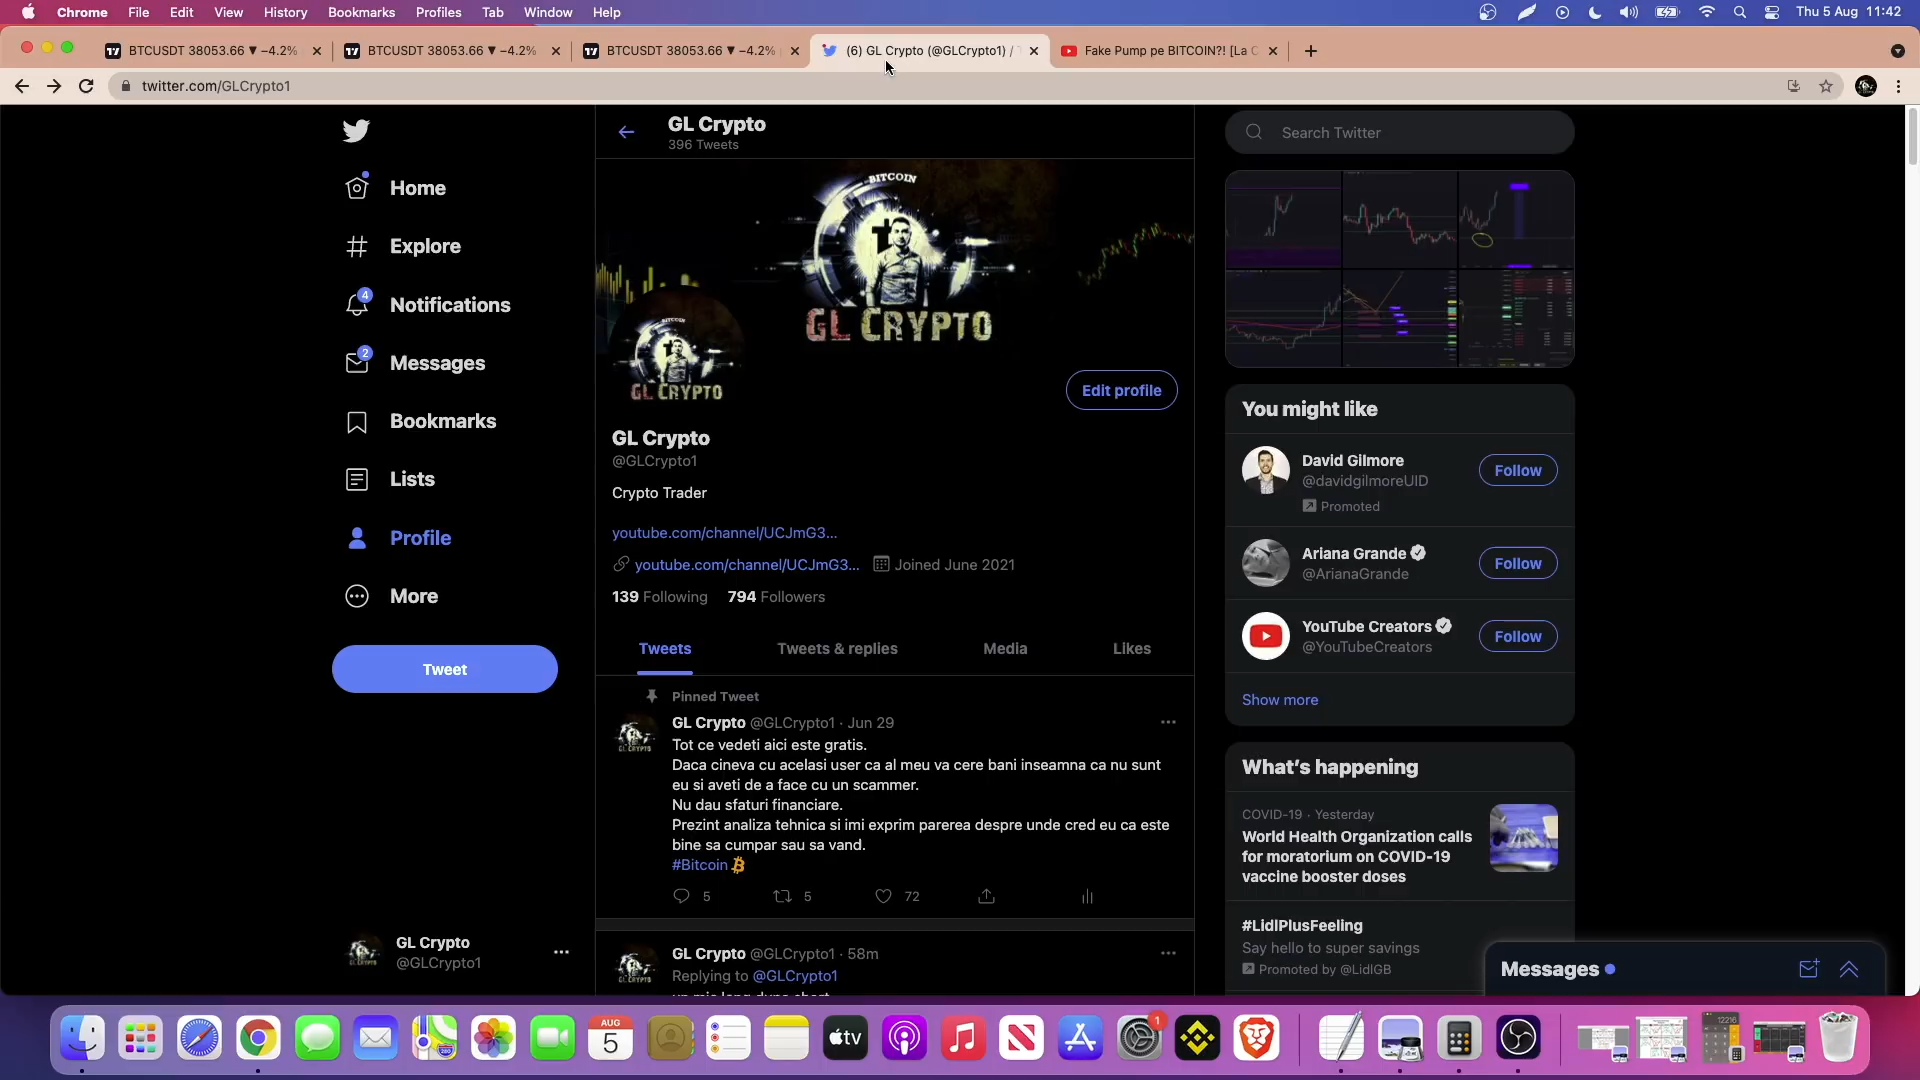 Chrome File Edit View History Bookmarks Profiles Tab Window Help Thu 5 Aug 11:42
BTCUSDT 38053.66 ▼ −4.2% BTCUSDT 38053.66 ▼ −4.2% BTCUSDT 38053.66 ▼ −4.2% (6) GL Crypto (@GLCrypto1) / Fake Pump pe BITCOIN?! [La
twitter.com/GLCrypto1
GL Crypto
396 Tweets
Search Twitter
Home
Explore
4
Notifications
2
Messages
Bookmarks
Lists
Profile
More
Tweet
GL Crypto
@GLCrypto1
BITCOIN
GL CRYPTO
BITCOIN
GL CRYPTO
Edit profile
GL Crypto
@GLCrypto1
Crypto Trader
youtube.com/channel/UCJmG3...
youtube.com/channel/UCJmG3... Joined June 2021
139 Following 794 Followers
Tweets Tweets & replies Media Likes
Pinned Tweet
GL Crypto @GLCrypto1 · Jun 29
Tot ce vedeti aici este gratis.
Daca cineva cu acelasi user ca al meu va cere bani inseamna ca nu sunt
eu si aveti de a face cu un scammer.
Nu dau sfaturi financiare.
Prezint analiza tehnica si imi exprim parerea despre unde cred eu ca este
bine sa cumpar sau sa vand.
#Bitcoin
5 5 72
GL Crypto @GLCrypto1 · 58m
Replying to @GLCrypto1
You might like
David Gilmore
@davidgilmoreUID
Promoted
Follow
Ariana Grande
@ArianaGrande
Follow
YouTube Creators
@YouTubeCreators
Follow
Show more
What's happening
COVID-19 · Yesterday
World Health Organization calls
for moratorium on COVID-19
vaccine booster doses
#LidlPlusFeeling
Say hello to super savings
Promoted by @LidlGB
Messages
AUG
5
tv
1
280
12216